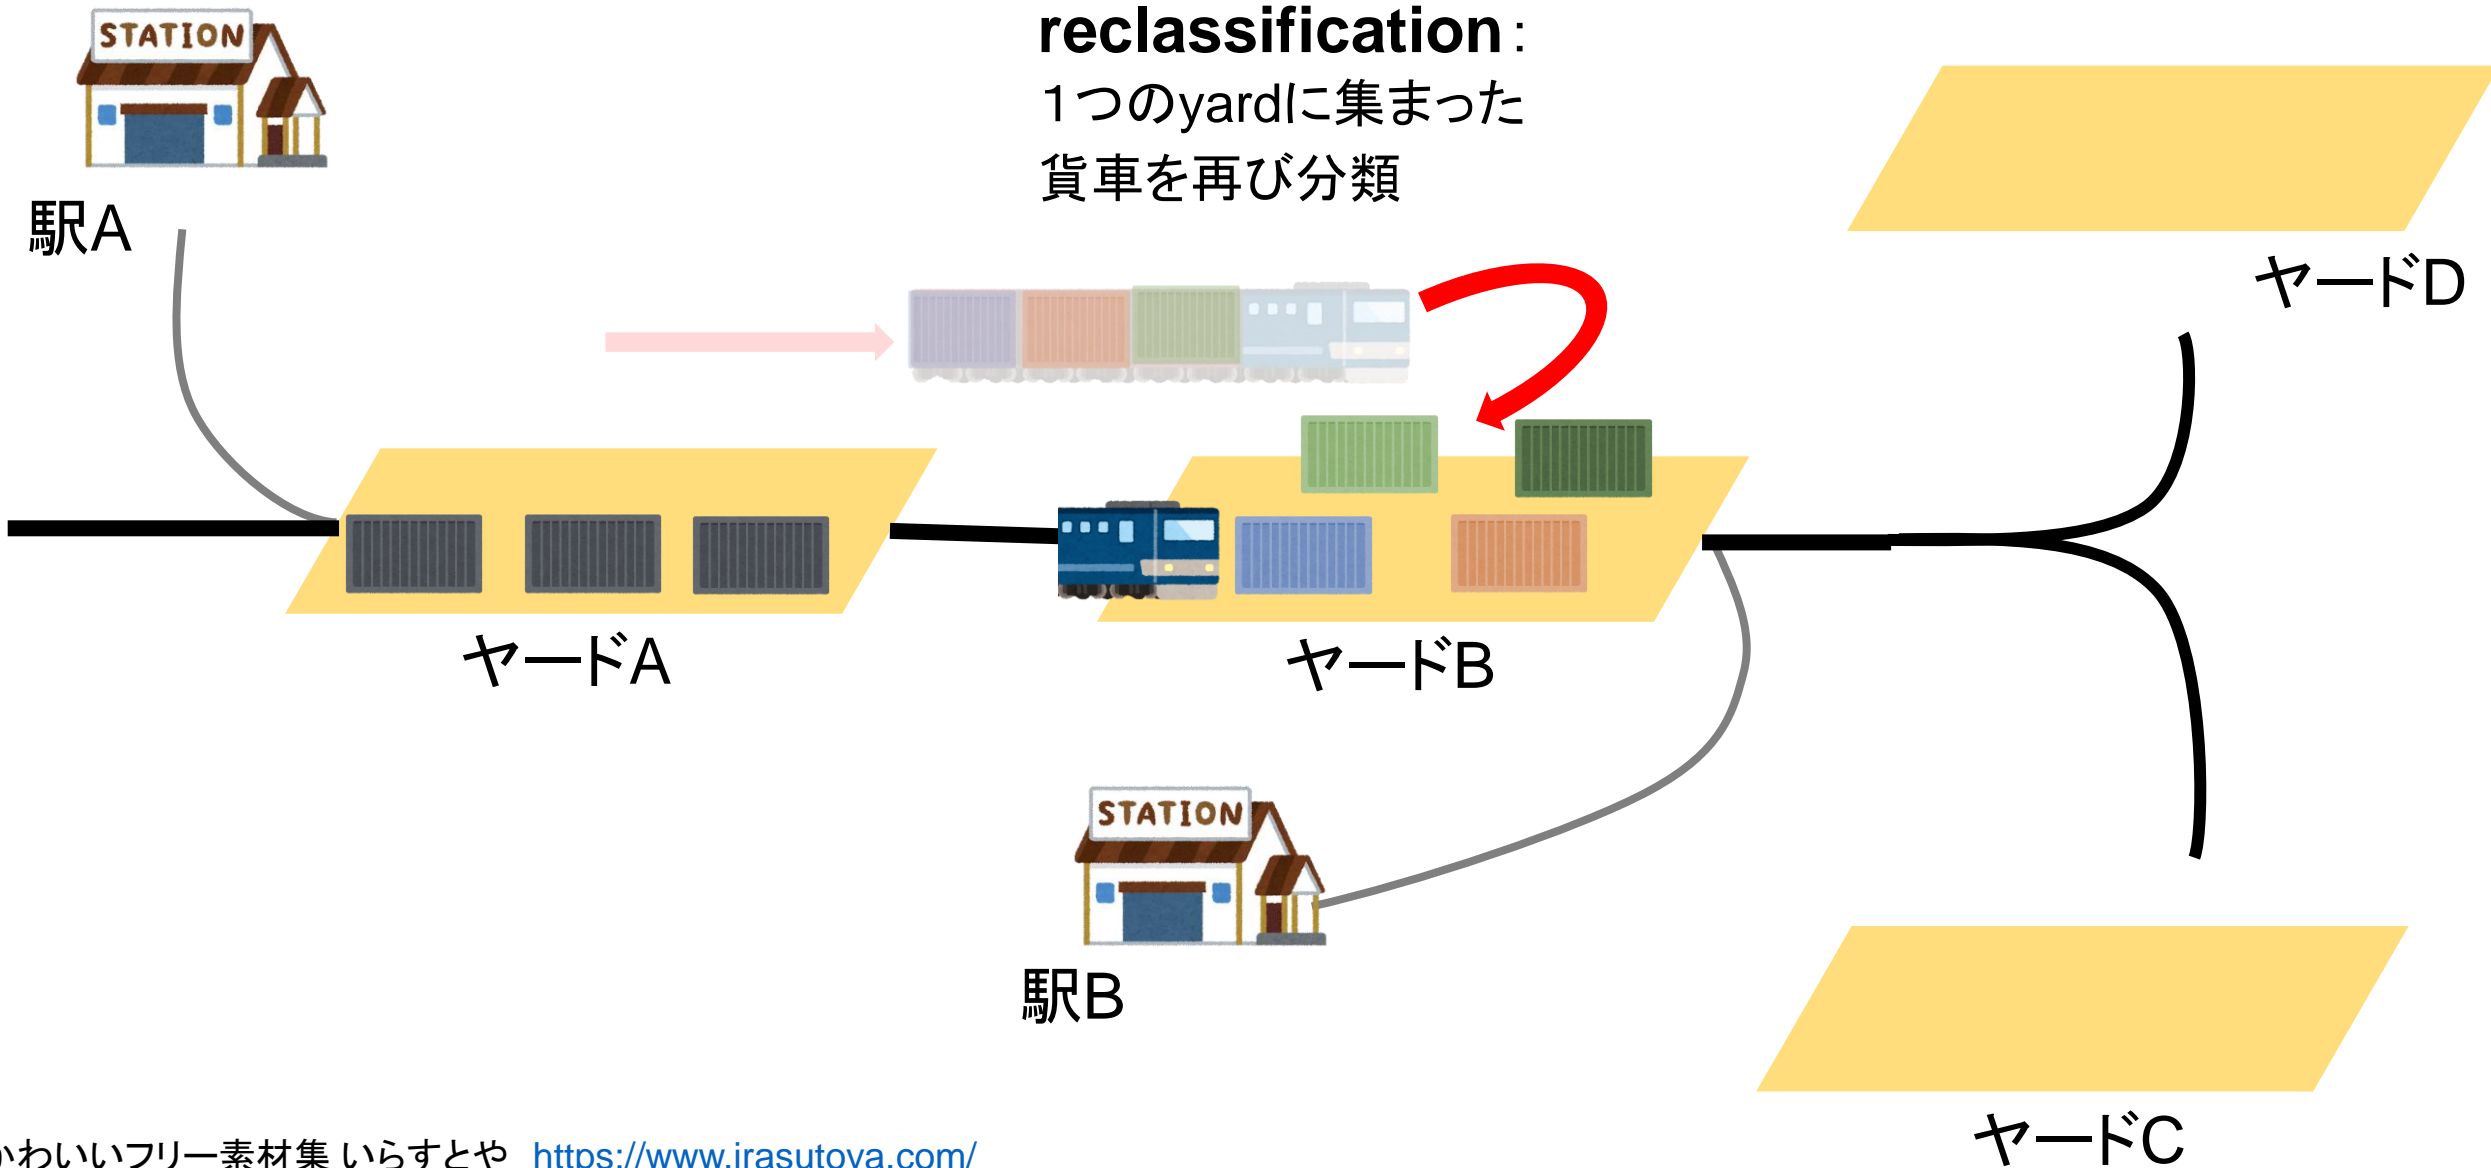 STATION
駅A
reclassification：
１つのyardに集まった
貨車を再び分類
ヤードD
ヤードA
ヤードB
STATION
駅B
ヤードC
かわいいフリー素材集 いらすとや https://www.irasutoya.com/